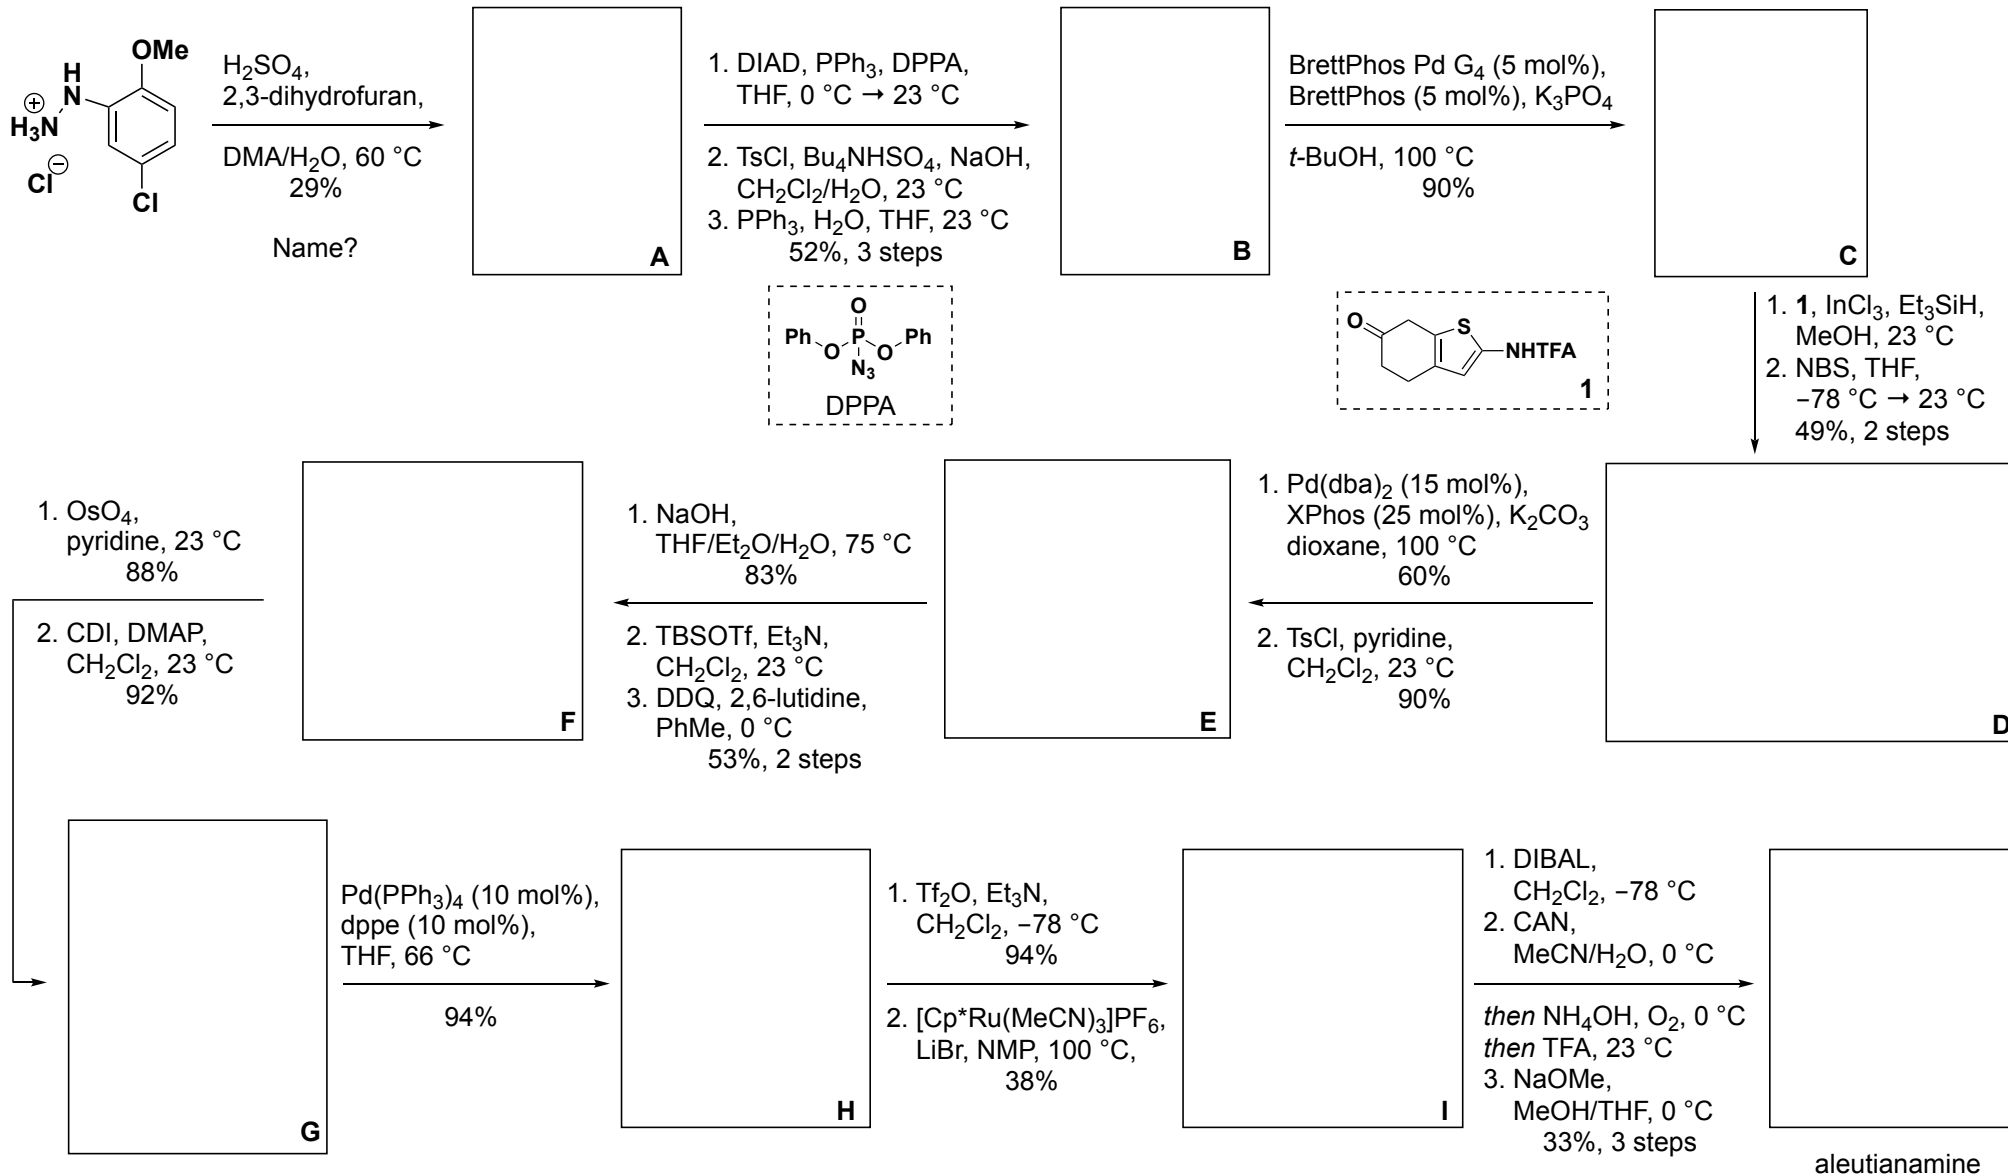 OMe
H
N
H₃N
⊕
Cl
⊖
Cl
H₂SO₄,
2,3-dihydrofuran,
DMA/H₂O, 60 °C
29%
Name?
A
1. DIAD, PPh₃, DPPA,
THF, 0 °C → 23 °C
2. TsCl, Bu₄NHSO₄, NaOH,
CH₂Cl₂/H₂O, 23 °C
3. PPh₃, H₂O, THF, 23 °C
52%, 3 steps
O
Ph O P O Ph
N₃
DPPA
B
BrettPhos Pd G₄ (5 mol%),
BrettPhos (5 mol%), K₃PO₄
t-BuOH, 100 °C
90%
O S NHTFA
1
C
1. 1, InCl₃, Et₃SiH,
MeOH, 23 °C
2. NBS, THF,
−78 °C → 23 °C
49%, 2 steps
D
1. Pd(dba)₂ (15 mol%),
XPhos (25 mol%), K₂CO₃
dioxane, 100 °C
60%
2. TsCl, pyridine,
CH₂Cl₂, 23 °C
90%
E
1. NaOH,
THF/Et₂O/H₂O, 75 °C
83%
2. TBSOTf, Et₃N,
CH₂Cl₂, 23 °C
3. DDQ, 2,6-lutidine,
PhMe, 0 °C
53%, 2 steps
F
1. OsO₄,
pyridine, 23 °C
88%
2. CDI, DMAP,
CH₂Cl₂, 23 °C
92%
G
Pd(PPh₃)₄ (10 mol%),
dppe (10 mol%),
THF, 66 °C
94%
H
1. Tf₂O, Et₃N,
CH₂Cl₂, −78 °C
94%
2. [Cp*Ru(MeCN)₃]PF₆,
LiBr, NMP, 100 °C,
38%
I
1. DIBAL,
CH₂Cl₂, −78 °C
2. CAN,
MeCN/H₂O, 0 °C
then NH₄OH, O₂, 0 °C
then TFA, 23 °C
3. NaOMe,
MeOH/THF, 0 °C
33%, 3 steps
aleutianamine